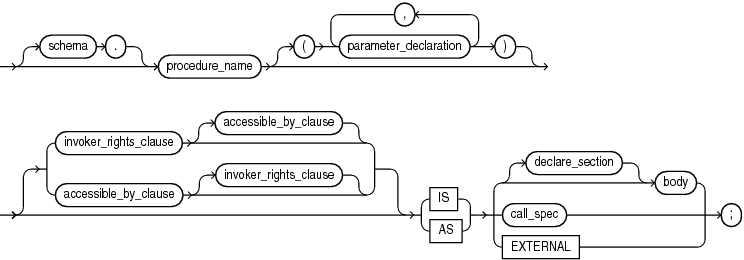 ,
schema . ( parameter_declaration )
procedure_name
accessible_by_clause
invoker_rights_clause
invoker_rights_clause
accessible_by_clause
declare_section
body
IS
AS
call_spec
;
EXTERNAL